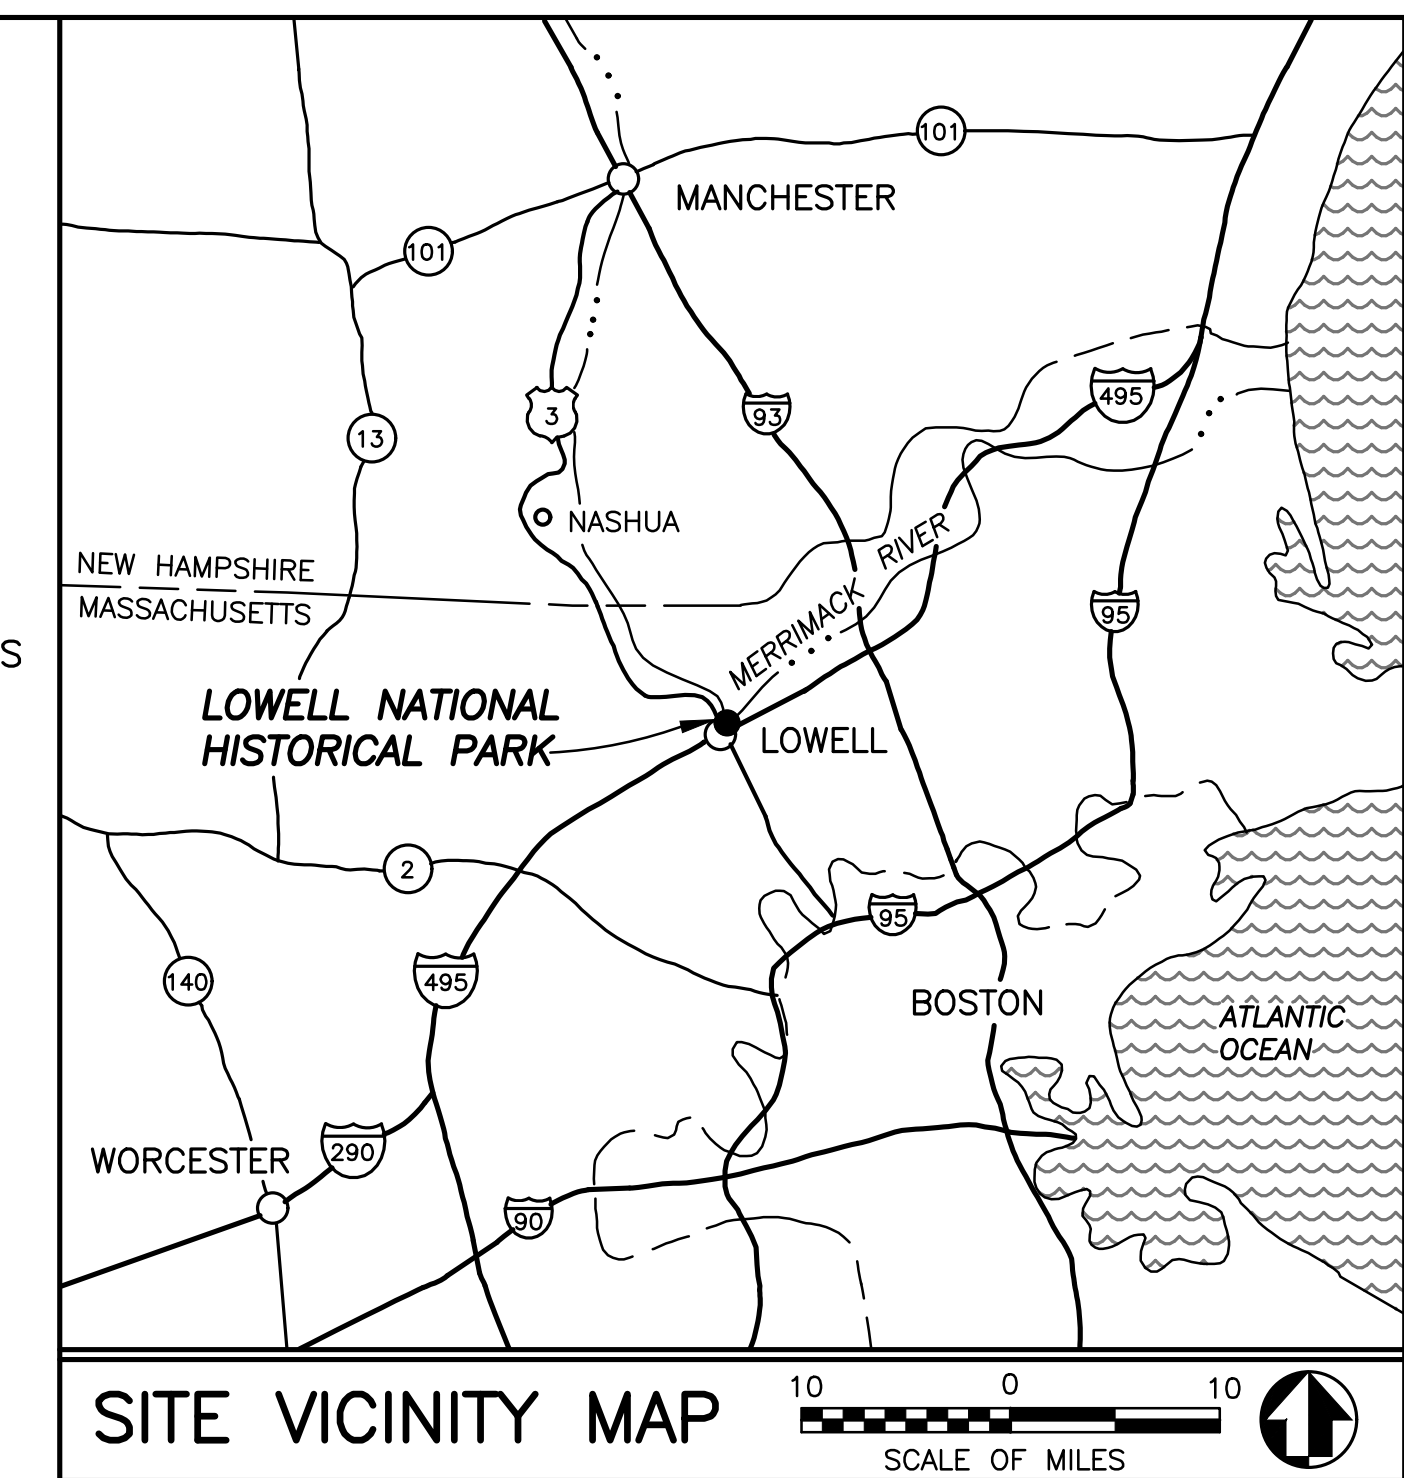 101
MANCHESTER
101
495
3
93
13
NASHUA
RIVER
NEW HAMPSHIRE
MASSACHUSETTS
95
MERRIMACK
S
LOWELL NATIONAL
HISTORICAL PARK
LOWELL
2
95
140
495
BOSTON
ATLANTIC
OCEAN
290
WORCESTER
90
SITE VICINITY MAP
10 0 10
SCALE OF MILES